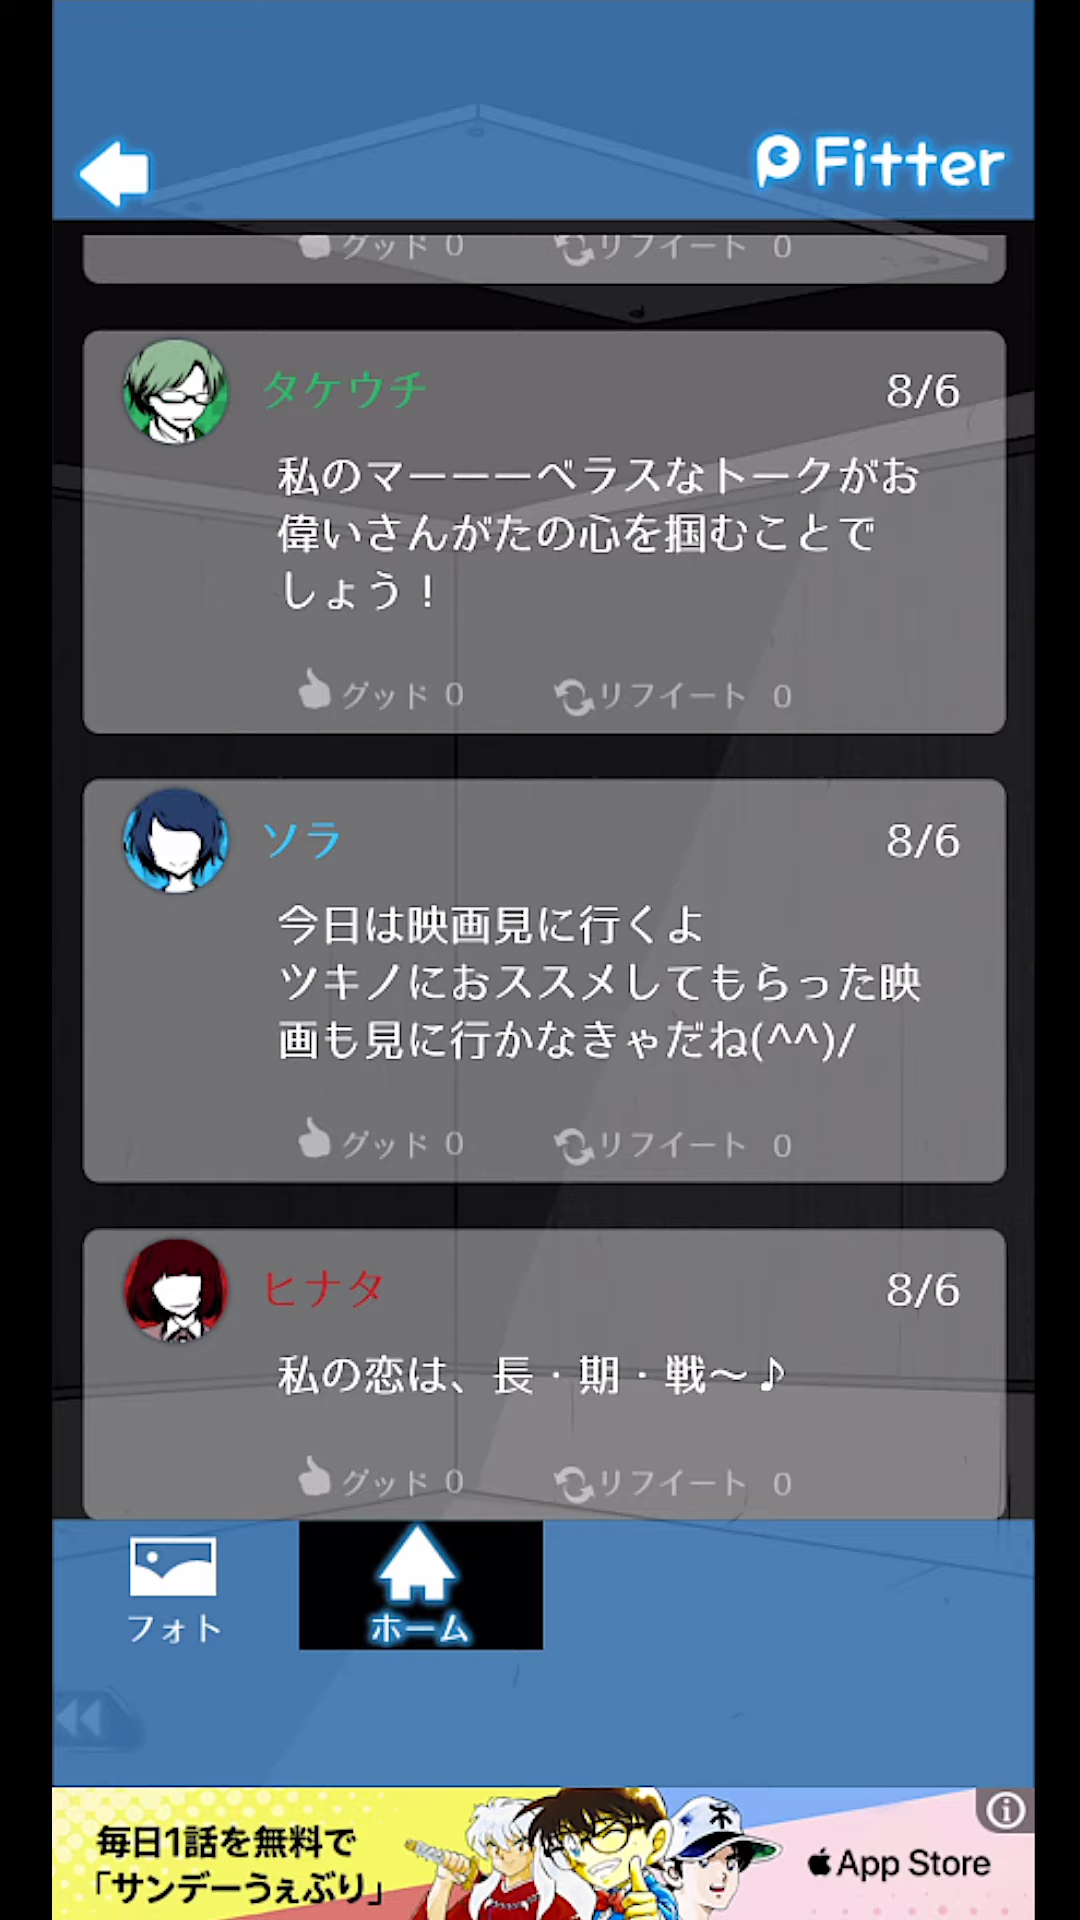 Fitter
グッド 0 リフイート 0
タケウチ 8/6
私のマーーーベラスなトークがお
偉いさんがたの心を掴むことで
しょう！
グッド 0 リフイート 0
ソラ 8/6
今日は映画見に行くよ
ツキノにおススメしてもらった映
画も見に行かなきゃだね(^^)/
グッド 0 リフイート 0
ヒナタ 8/6
私の恋は、長・期・戦～♪
グッド 0 リフイート 0
フォト ホーム
毎日1話を無料で
「サンデーうぇぶり」
App Store